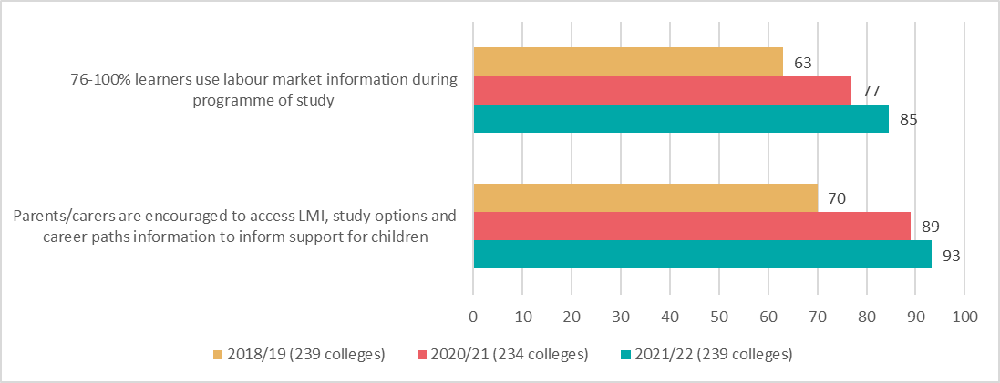 76-100% learners use labour market information during
programme of study
63
77
85
Parents/carers are encouraged to access LMI, study options and
career paths information to inform support for children
70
89
93
0 10 20 30 40 50 60 70 80 90 100
2018/19 (239 colleges) 2020/21 (234 colleges) 2021/22 (239 colleges)